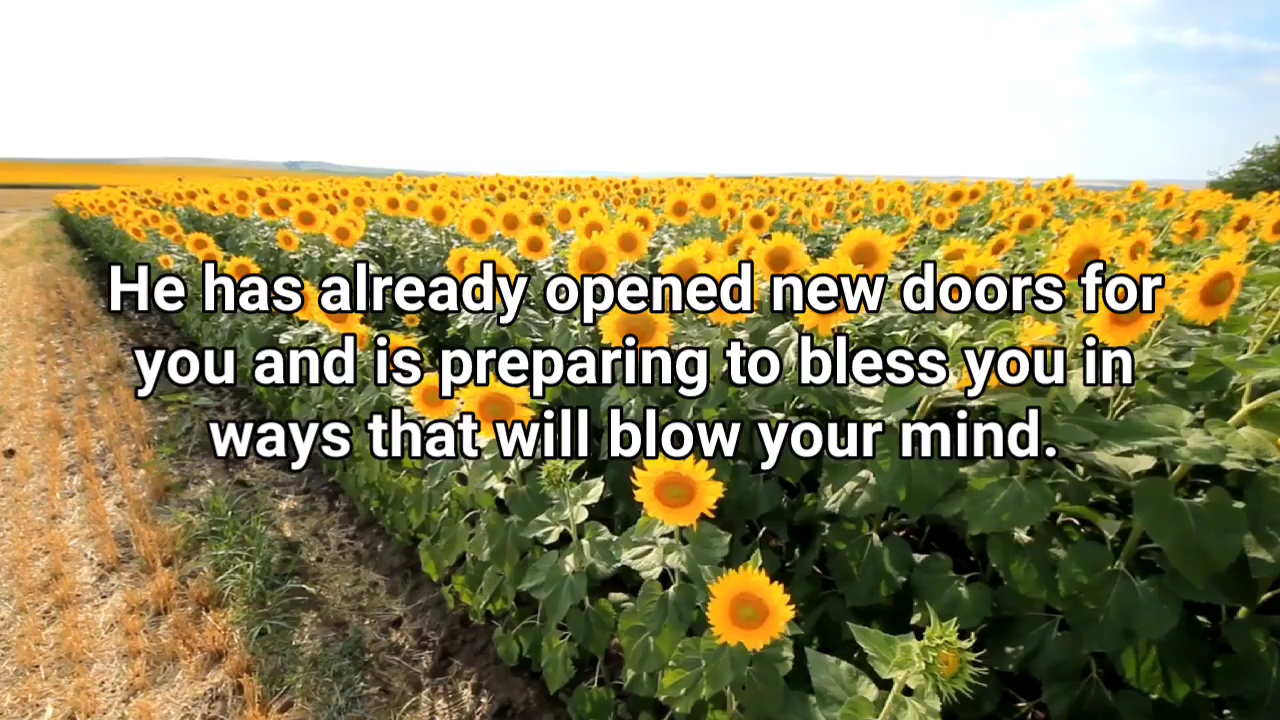 He has already opened new doors for
you and is preparing to bless you in
ways that will blow your mind.